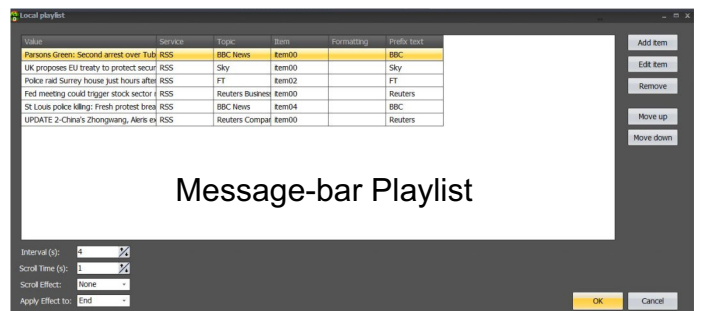 Local playlist
Value Service Topic Item Formatting Prefix text
Parsons Green: Second arrest over Tub RSS BBC News item00 BBC
UK proposes EU treaty to protect secur RSS Sky item00 Sky
Police raid Surrey house just hours after RSS FT item02 FT
Fed meeting could trigger stock sector r RSS Reuters Business item00 Reuters
St Louis police killing: Fresh protest brea RSS BBC News item04 BBC
UPDATE 2-China's Zhongwang, Aleris ex RSS Reuters Compar item00 Reuters
Add item
Edit item
Remove
Move up
Move down
Message-bar Playlist
Interval (s): 4
Scroll Time (s): 1
Scroll Effect: None
Apply Effect to: End
OK Cancel